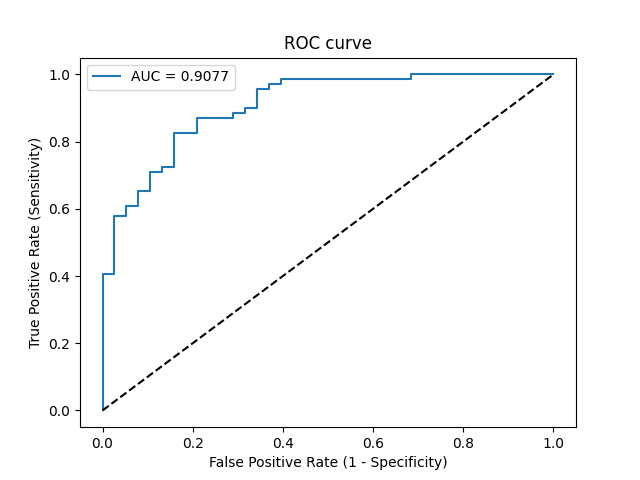 ROC curve
AUC = 0.9077
True Positive Rate (Sensitivity)
1.0
0.8
0.6
0.4
0.2
0.0
0.0 0.2 0.4 0.6 0.8 1.0
False Positive Rate (1 - Specificity)